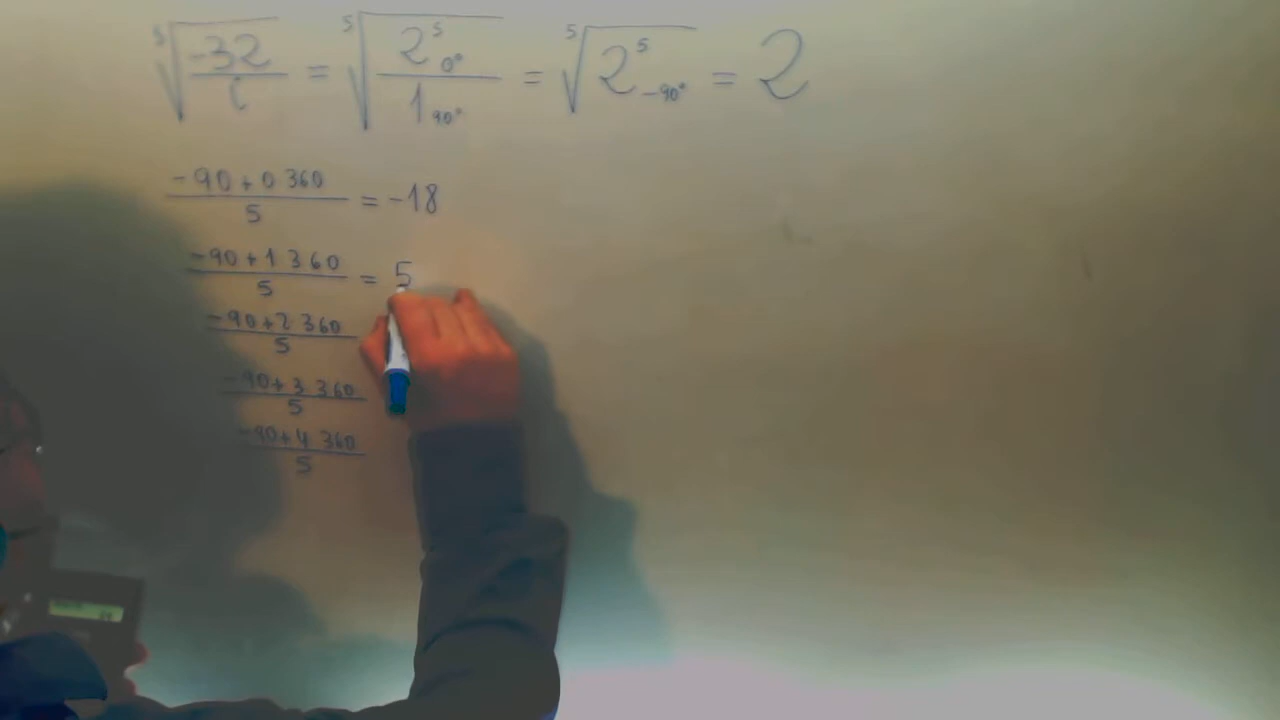 ⁵√(-32/i) = ⁵√(2⁵₀° / 1₉₀°) = ⁵√(2⁵₋₉₀°) = 2
(-90+0 360)/5 = -18
(-90+1 360)/5 = 5
(-90+2 360)/5
(-90+3 360)/5
(-90+4 360)/5